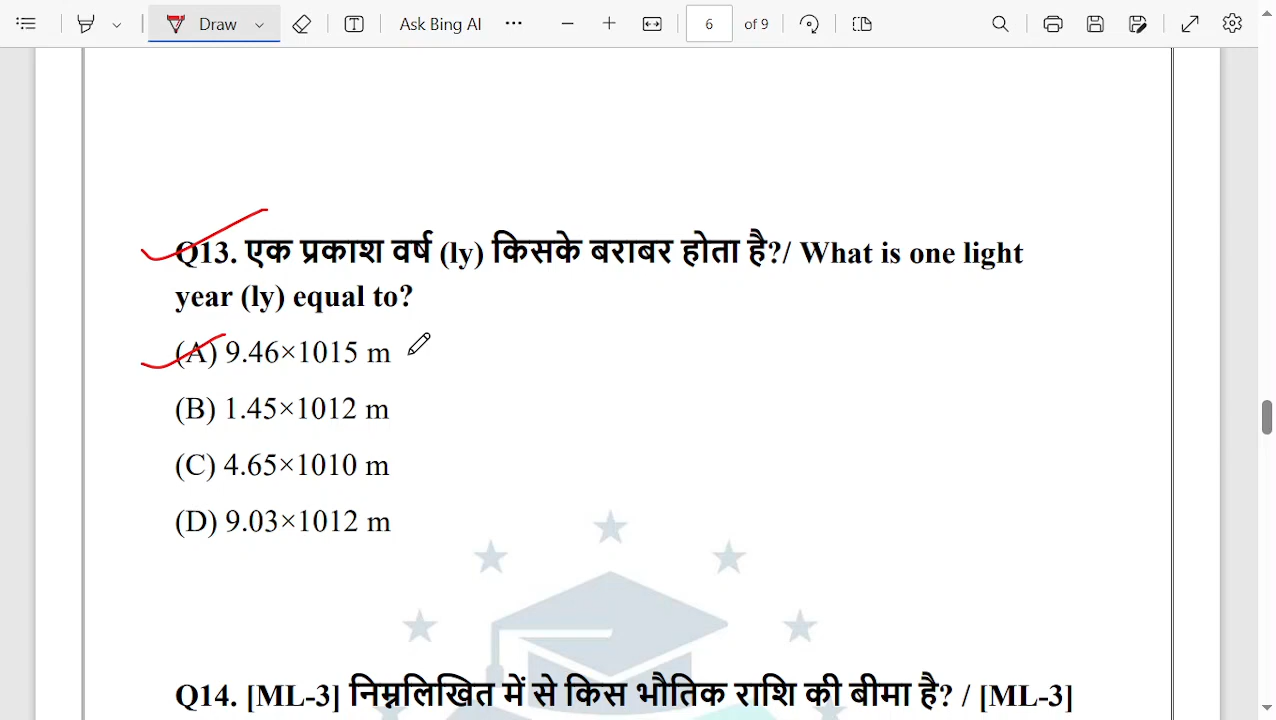 Draw
Ask Bing AI
6 of 9
Q13. एक प्रकाश वर्ष (ly) किसके बराबर होता है?/ What is one light
year (ly) equal to?
(A) 9.46×1015 m
(B) 1.45×1012 m
(C) 4.65×1010 m
(D) 9.03×1012 m
Q14. [ML-3] निम्नलिखित में से किस भौतिक राशि की बीमा है? / [ML-3]